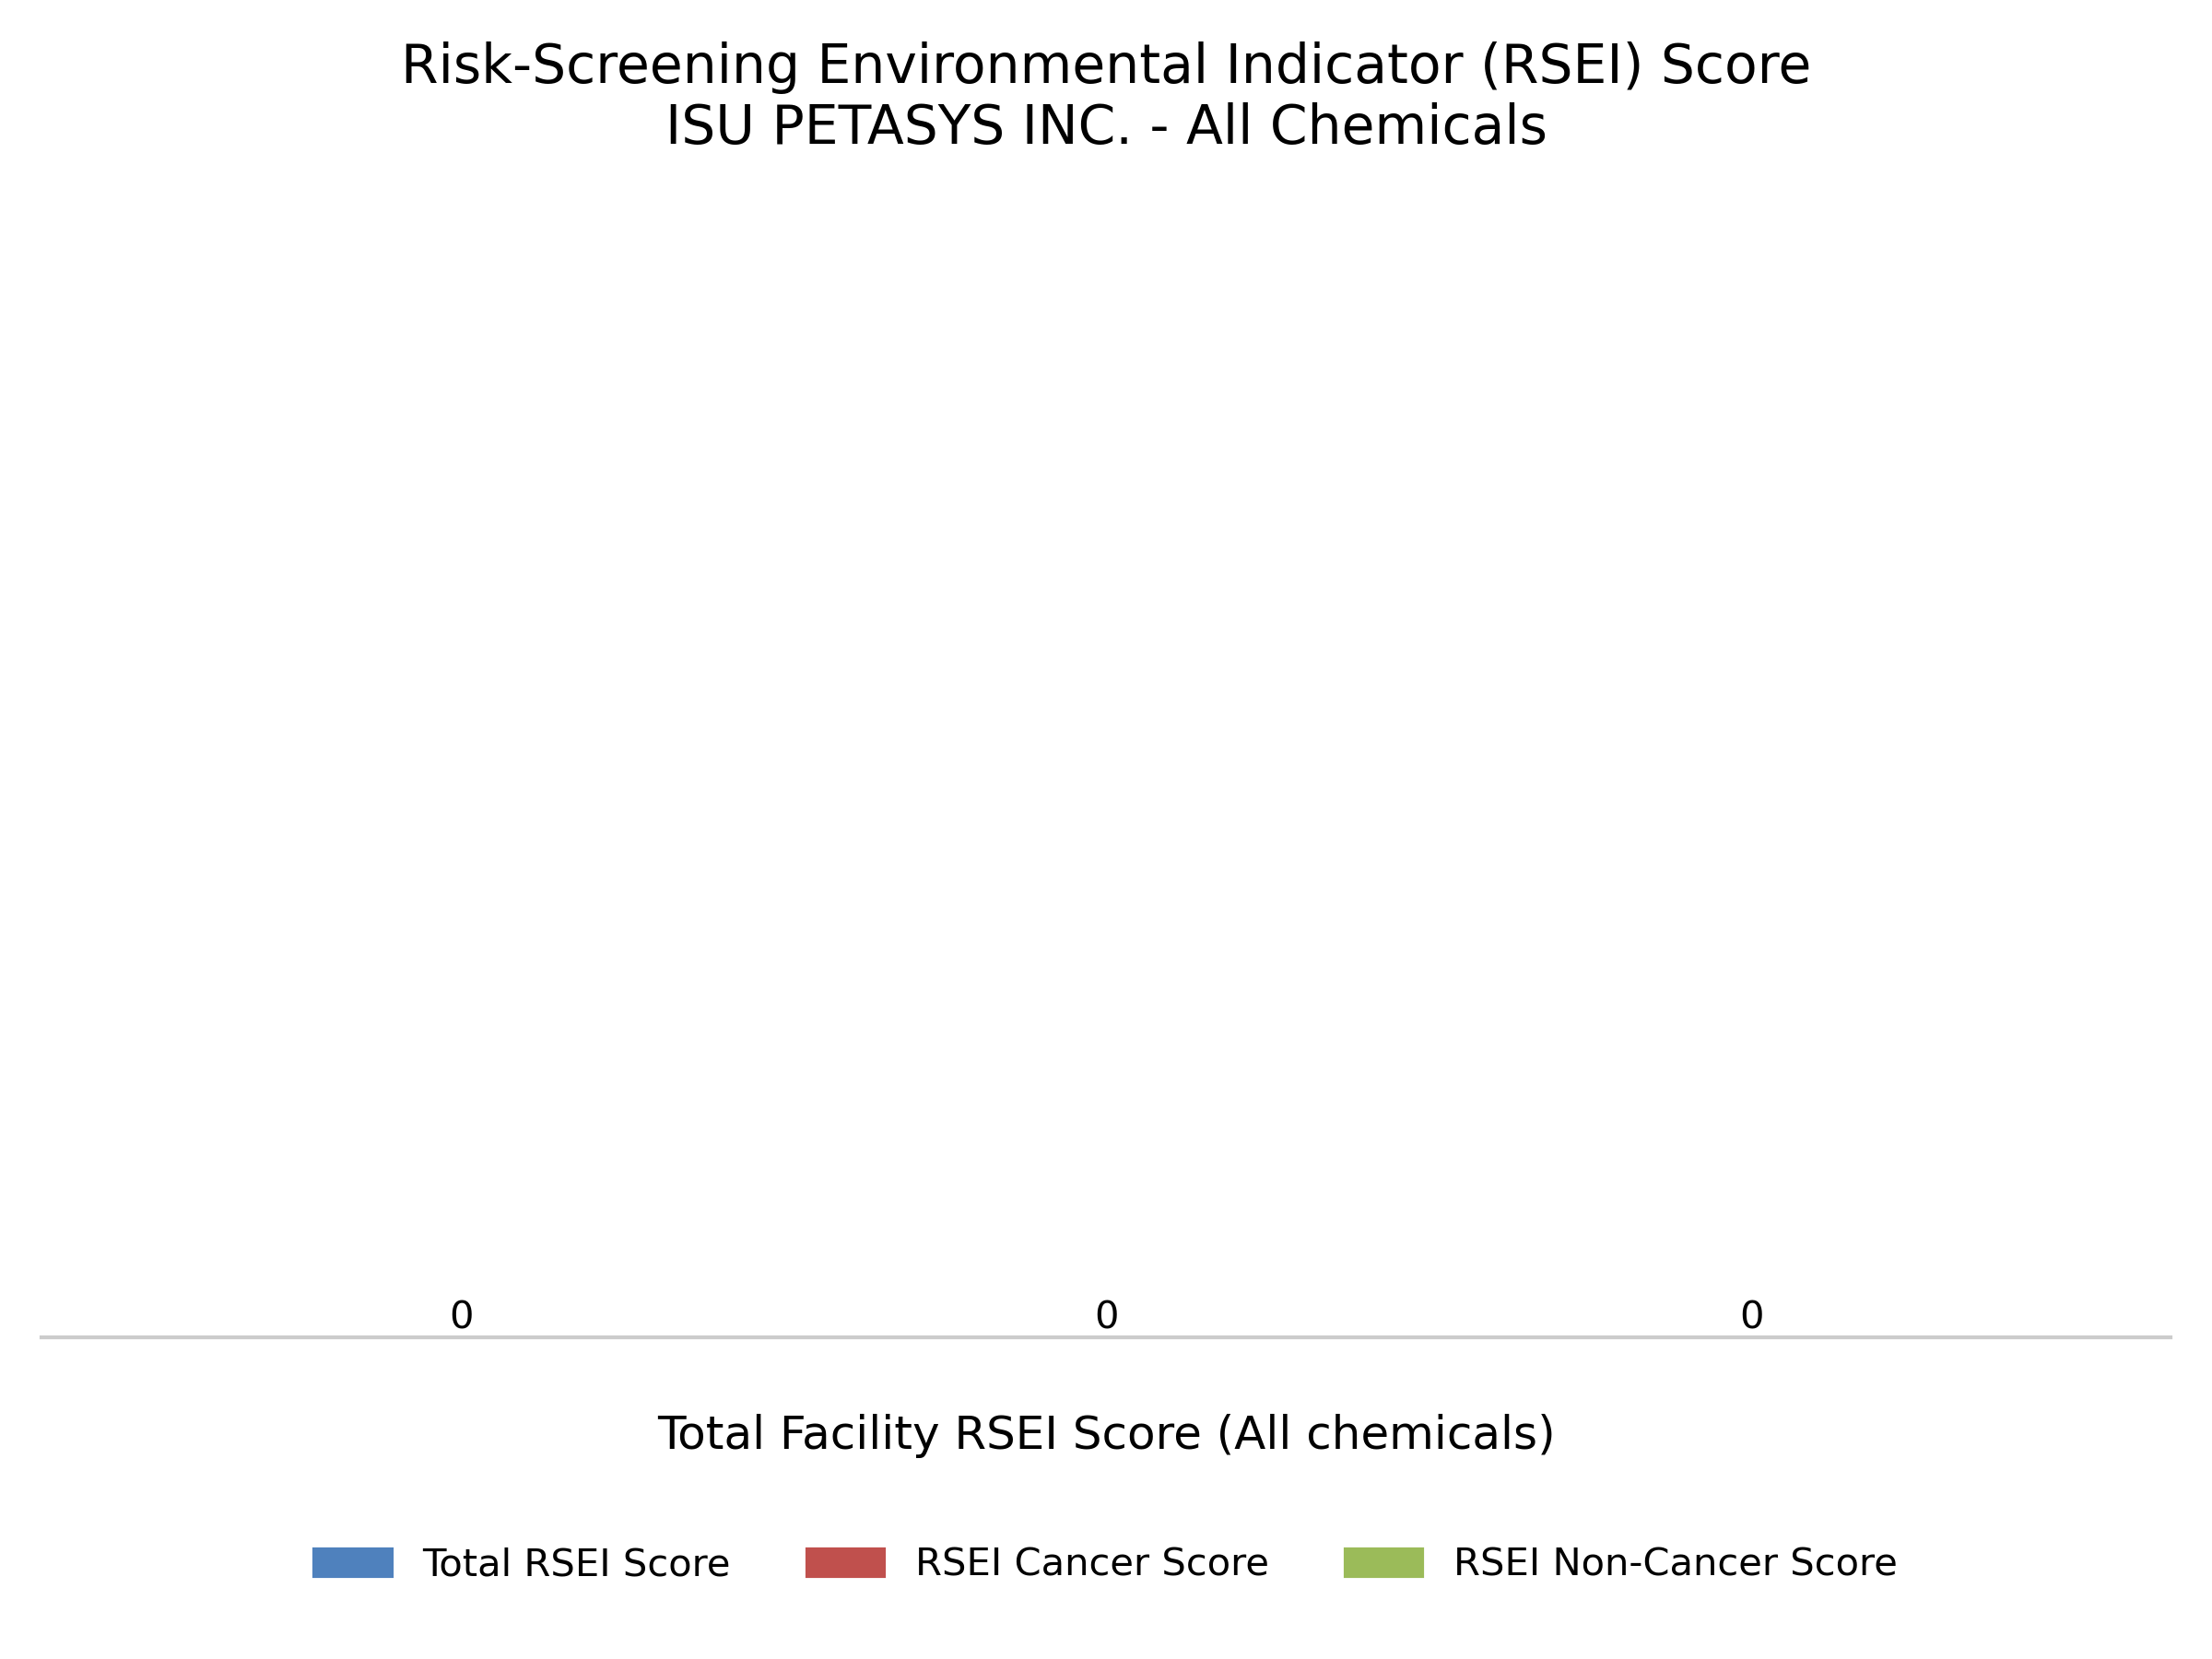 Risk-Screening Environmental Indicator (RSEI) Score
ISU PETASYS INC. - All Chemicals
0 0 0
Total Facility RSEI Score (All chemicals)
Total RSEI Score RSEI Cancer Score RSEI Non-Cancer Score